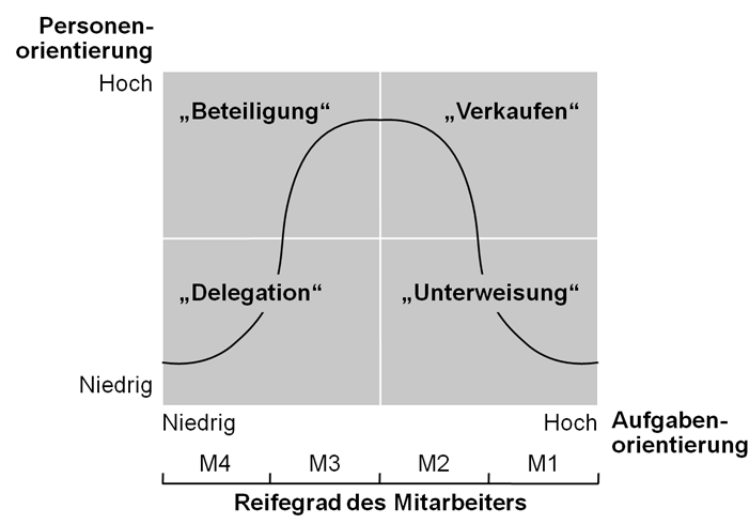 Personen-
orientierung
Hoch
„Beteiligung“
„Verkaufen“
„Delegation“
„Unterweisung“
Niedrig
Niedrig
Hoch
Aufgaben-
orientierung
M4
M3
M2
M1
Reifegrad des Mitarbeiters